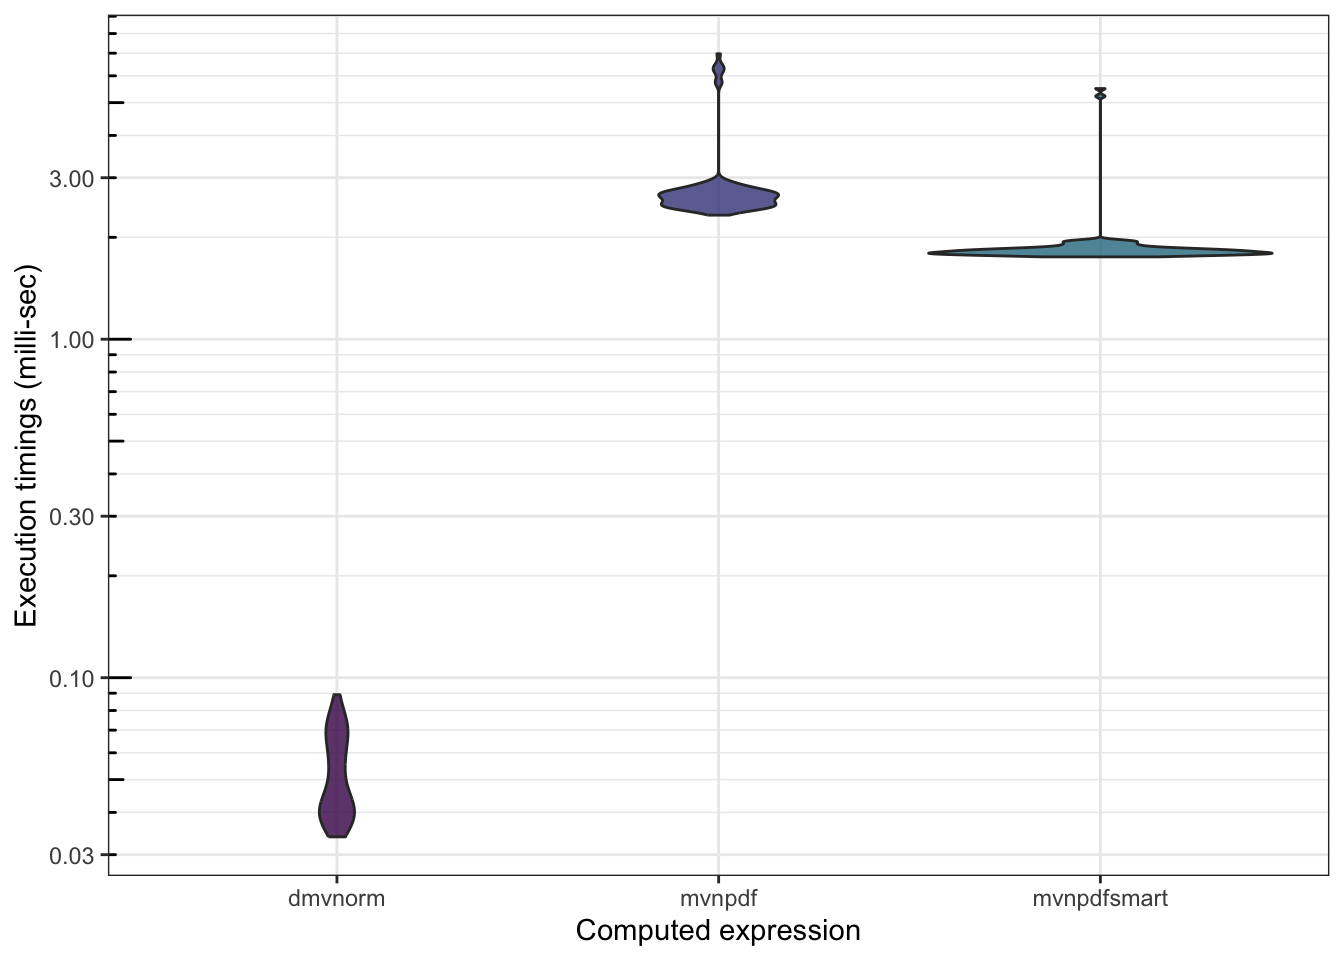 Execution timings (milli-sec)
3.00
1.00
0.30
0.10
0.03
dmvnorm mvnpdf mvnpdfsmart
Computed expression